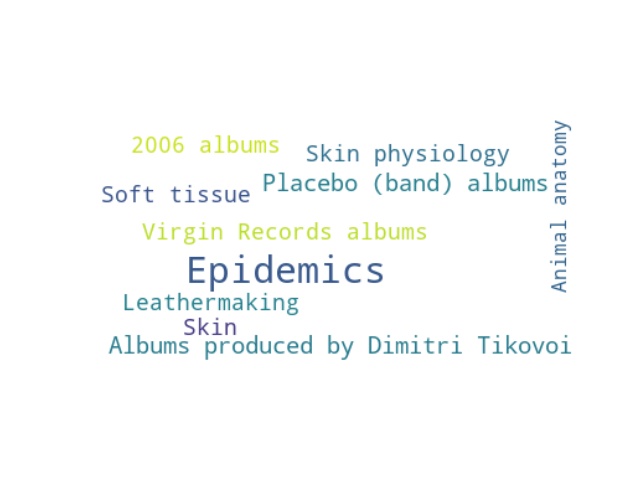 2006 albums
Skin physiology
Animal anatomy
Placebo (band) albums
Soft tissue
Virgin Records albums
Epidemics
Leathermaking
Skin
Albums produced by Dimitri Tikovoi